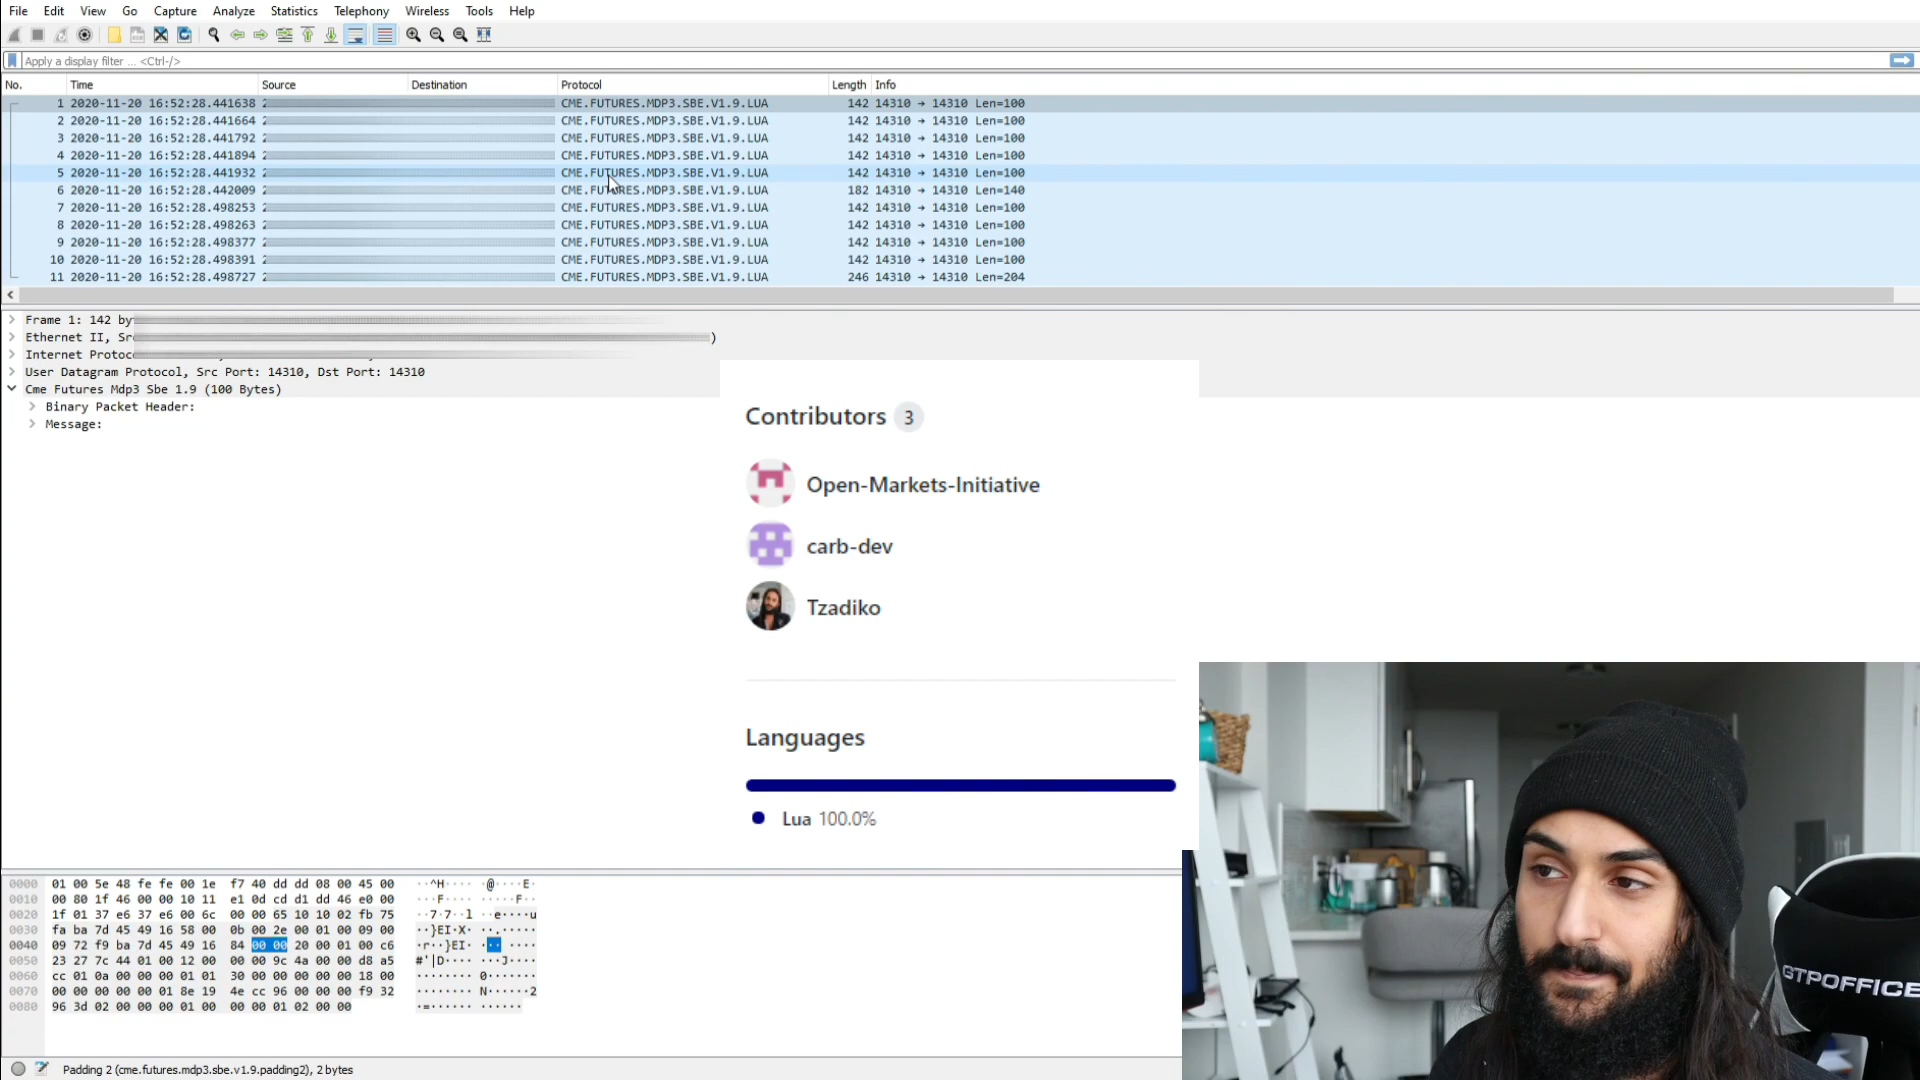 File Edit View Go Capture Analyze Statistics Telephony Wireless Tools Help
Apply a display filter ... <Ctrl-/>
No. Time Source Destination Protocol Length Info
1 2020-11-20 16:52:28.441638 2 CME.FUTURES.MDP3.SBE.V1.9.LUA 142 14310 → 14310 Len=100
2 2020-11-20 16:52:28.441664 2 CME.FUTURES.MDP3.SBE.V1.9.LUA 142 14310 → 14310 Len=100
3 2020-11-20 16:52:28.441792 2 CME.FUTURES.MDP3.SBE.V1.9.LUA 142 14310 → 14310 Len=100
4 2020-11-20 16:52:28.441894 2 CME.FUTURES.MDP3.SBE.V1.9.LUA 142 14310 → 14310 Len=100
5 2020-11-20 16:52:28.441932 2 CME.FUTURES.MDP3.SBE.V1.9.LUA 142 14310 → 14310 Len=100
6 2020-11-20 16:52:28.442009 2 CME.FUTURES.MDP3.SBE.V1.9.LUA 182 14310 → 14310 Len=140
7 2020-11-20 16:52:28.498253 2 CME.FUTURES.MDP3.SBE.V1.9.LUA 142 14310 → 14310 Len=100
8 2020-11-20 16:52:28.498263 2 CME.FUTURES.MDP3.SBE.V1.9.LUA 142 14310 → 14310 Len=100
9 2020-11-20 16:52:28.498377 2 CME.FUTURES.MDP3.SBE.V1.9.LUA 142 14310 → 14310 Len=100
10 2020-11-20 16:52:28.498391 2 CME.FUTURES.MDP3.SBE.V1.9.LUA 142 14310 → 14310 Len=100
11 2020-11-20 16:52:28.498727 2 CME.FUTURES.MDP3.SBE.V1.9.LUA 246 14310 → 14310 Len=204
Frame 1: 142 by
Ethernet II, Sr )
Internet Protoc
User Datagram Protocol, Src Port: 14310, Dst Port: 14310
Cme Futures Mdp3 Sbe 1.9 (100 Bytes)
Binary Packet Header:
Message:
Contributors 3
Open-Markets-Initiative
carb-dev
Tzadiko
Languages
Lua 100.0%
0000 01 00 5e 48 fe fe 00 1e f7 40 dd dd 08 00 45 00 ··^H···· ·@····E·
0010 00 80 1f 46 00 00 10 11 e1 0d cd d1 dd 46 e0 00 ···F···· ·····F··
0020 1f 01 37 e6 37 e6 00 6c 00 00 65 10 10 02 fb 75 ··7·7··l ··e····u
0030 fa ba 7d 45 49 16 58 00 0b 00 2e 00 01 00 09 00 ··}EI·X· ··.·····
0040 09 72 f9 ba 7d 45 49 16 84 00 00 20 00 01 00 c6 ·r··}EI· ··· ····
0050 23 27 7c 44 01 00 12 00 00 00 9c 4a 00 00 d8 a5 #'|D···· ···J····
0060 cc 01 0a 00 00 00 01 01 30 00 00 00 00 00 18 00 ········ 0·······
0070 00 00 00 00 00 01 8e 19 4e cc 96 00 00 00 f9 32 ········ N······2
0080 96 3d 02 00 00 00 01 00 00 00 01 02 00 00 ·=······ ······
Padding 2 (cme.futures.mdp3.sbe.v1.9.padding2), 2 bytes
GTPOFFICE